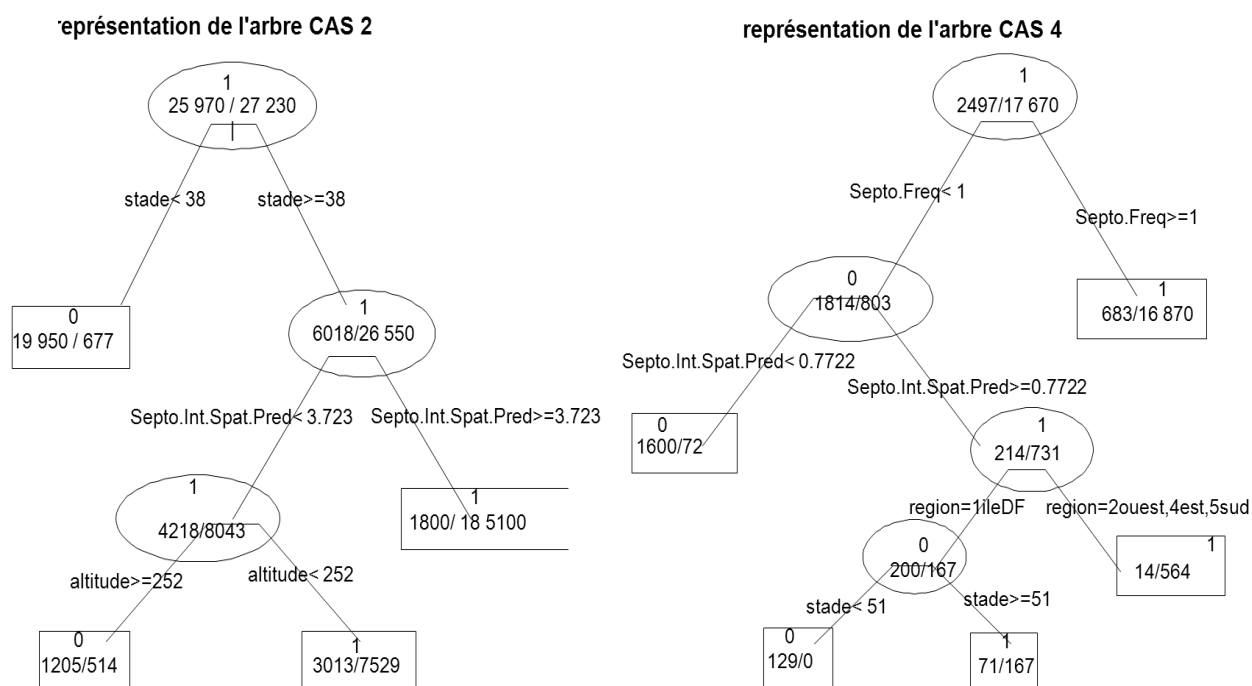 représentation de l'arbre CAS 2
1
25 970 / 27 230
stade< 38
stade>=38
0
19 950 / 677
1
6018/26 550
Septo.Int.Spat.Pred< 3.723
Septo.Int.Spat.Pred>=3.723
1
4218/8043
1
1800/ 18 5100
altitude>=252
altitude< 252
0
1205/514
1
3013/7529
représentation de l'arbre CAS 4
1
2497/17 670
Septo.Freq< 1
Septo.Freq>=1
0
1814/803
1
683/16 870
Septo.Int.Spat.Pred< 0.7722
Septo.Int.Spat.Pred>=0.7722
0
1600/72
1
214/731
region=1IleDF
region=2ouest,4est,5sud
0
200/167
1
14/564
stade< 51
stade>=51
0
129/0
1
71/167